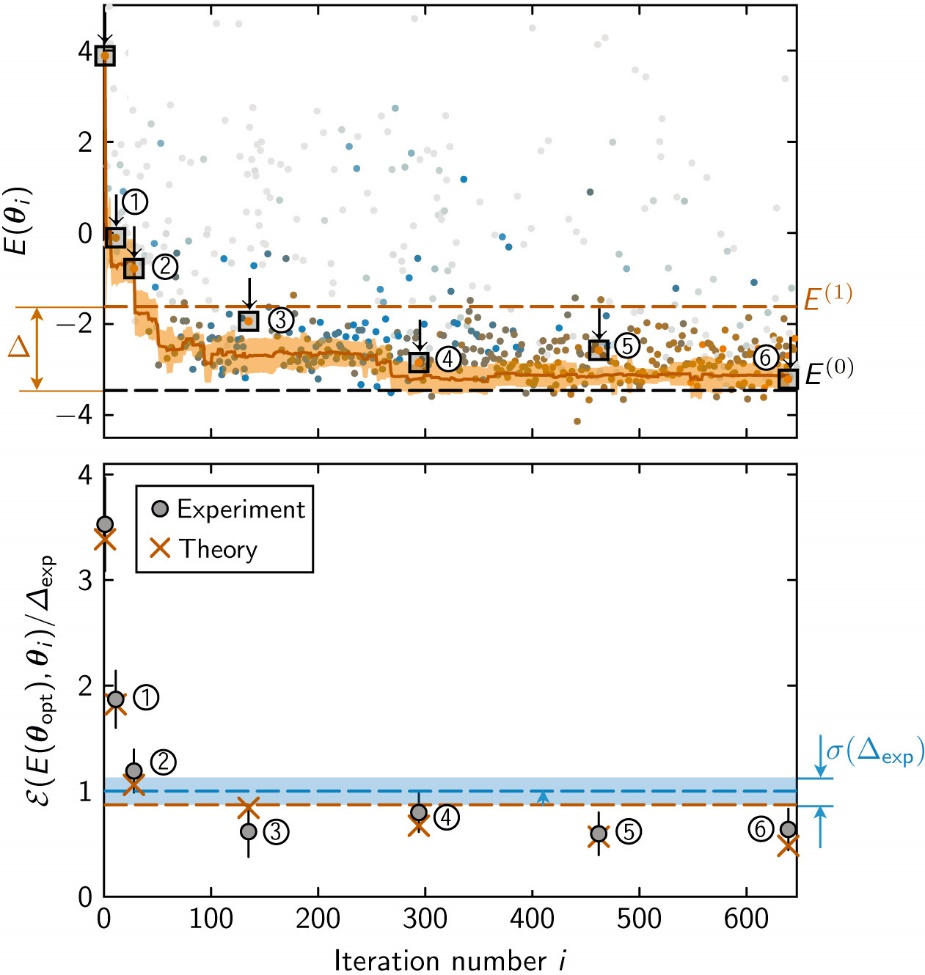 4
2
0
−2
−4
E(θᵢ)
①
②
③
④
⑤
⑥
E⁽¹⁾
E⁽⁰⁾
Δ
4
3
2
1
0
ℰ(E(θ_opt), θᵢ)/Δ_exp
Experiment
Theory
①
②
③
④
⑤
⑥
σ(Δ_exp)
0 100 200 300 400 500 600
Iteration number i